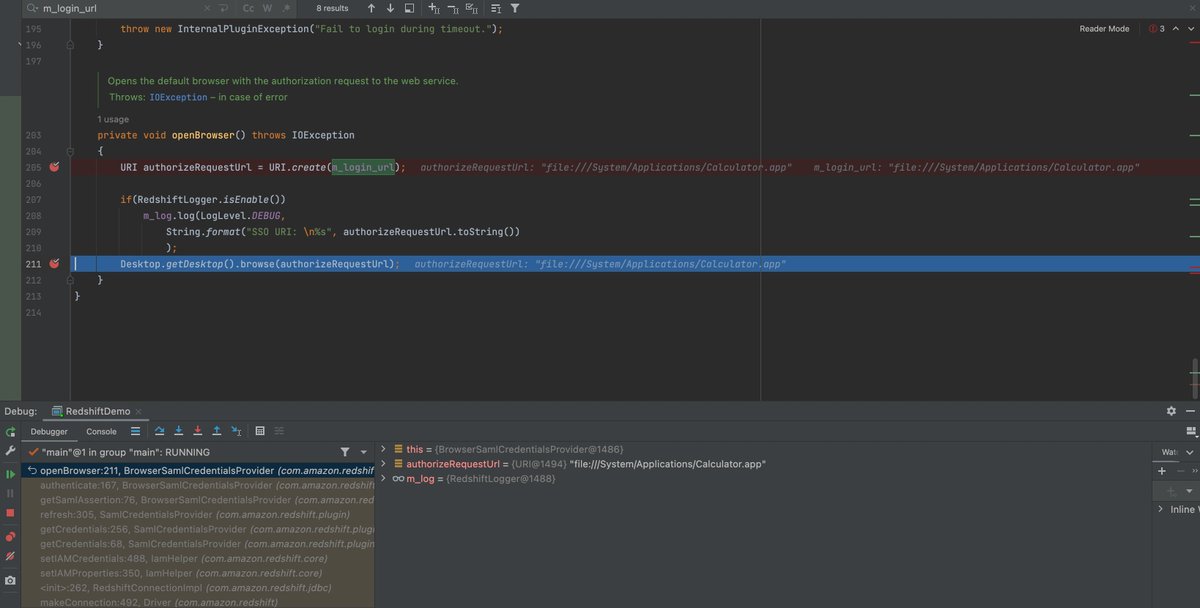 m_login_url
Cc W .* 8 results
195 throw new InternalPluginException("Fail to login during timeout."); Reader Mode 3
196 }
197
Opens the default browser with the authorization request to the web service.
Throws: IOException – in case of error
1 usage
203 private void openBrowser() throws IOException
204 {
205 URI authorizeRequestUrl = URI.create(m_login_url); authorizeRequestUrl: "file:///System/Applications/Calculator.app" m_login_url: "file:///System/Applications/Calculator.app"
206
207 if(RedshiftLogger.isEnable())
208 m_log.log(LogLevel.DEBUG,
209 String.format("SSO URI: \n%s", authorizeRequestUrl.toString())
210 );
211 Desktop.getDesktop().browse(authorizeRequestUrl); authorizeRequestUrl: "file:///System/Applications/Calculator.app"
212 }
213 }
214
Debug: RedshiftDemo
Debugger Console
"main"@1 in group "main": RUNNING
openBrowser:211, BrowserSamlCredentialsProvider (com.amazon.redshif
authenticate:167, BrowserSamlCredentialsProvider (com.amazon.redshift
getSamlAssertion:76, BrowserSamlCredentialsProvider (com.amazon.red
refresh:305, SamlCredentialsProvider (com.amazon.redshift.plugin)
getCredentials:256, SamlCredentialsProvider (com.amazon.redshift.plugi
getCredentials:68, SamlCredentialsProvider (com.amazon.redshift.plugin
setIAMCredentials:488, IamHelper (com.amazon.redshift.core)
setIAMProperties:350, IamHelper (com.amazon.redshift.core)
<init>:262, RedshiftConnectionImpl (com.amazon.redshift.jdbc)
makeConnection:492, Driver (com.amazon.redshift)
this = {BrowserSamlCredentialsProvider@1486}
authorizeRequestUrl = {URI@1494} "file:///System/Applications/Calculator.app"
m_log = {RedshiftLogger@1488}
Wat
Inline